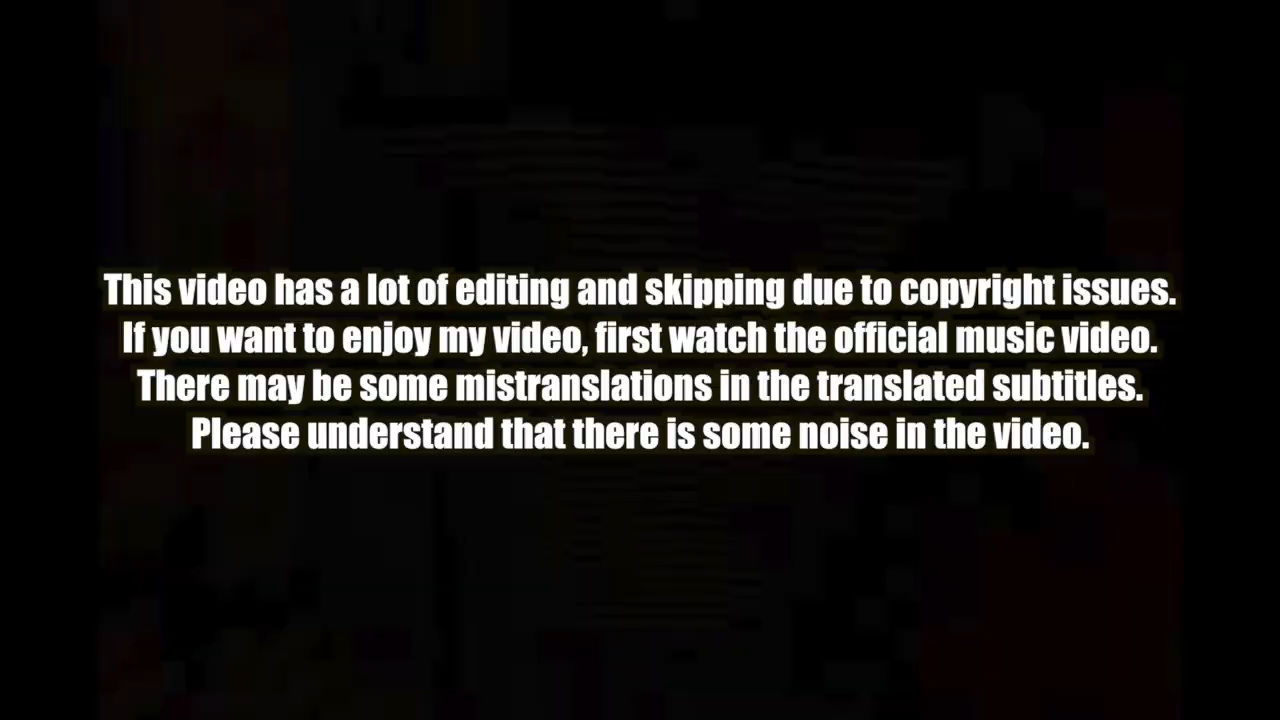 This video has a lot of editing and skipping due to copyright issues.
If you want to enjoy my video, first watch the official music video.
There may be some mistranslations in the translated subtitles.
Please understand that there is some noise in the video.